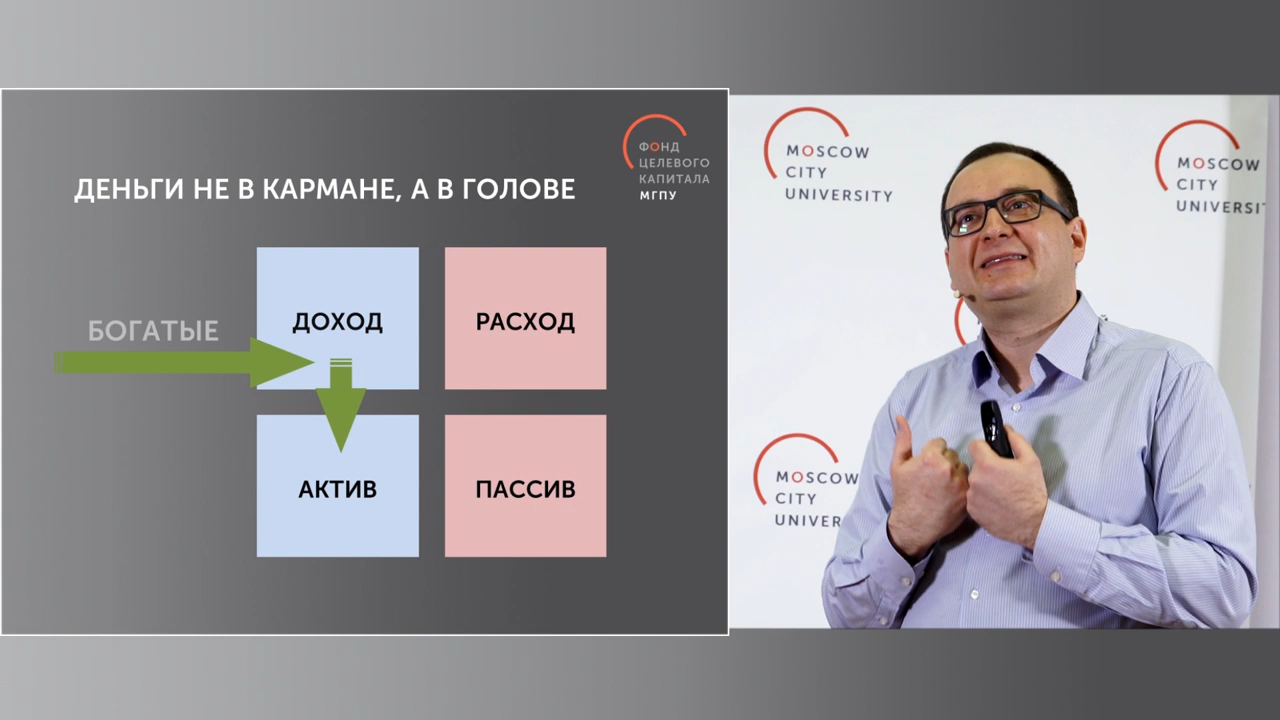 ФОНД
ЦЕЛЕВОГО
КАПИТАЛА
МГПУ
ДЕНЬГИ НЕ В КАРМАНЕ, А В ГОЛОВЕ
БОГАТЫЕ
ДОХОД
РАСХОД
АКТИВ
ПАССИВ
MOSCOW
CITY
UNIVERSITY
MOSCOW
CITY
UNIVERSIT
MOSCOW
CITY
UNIVER